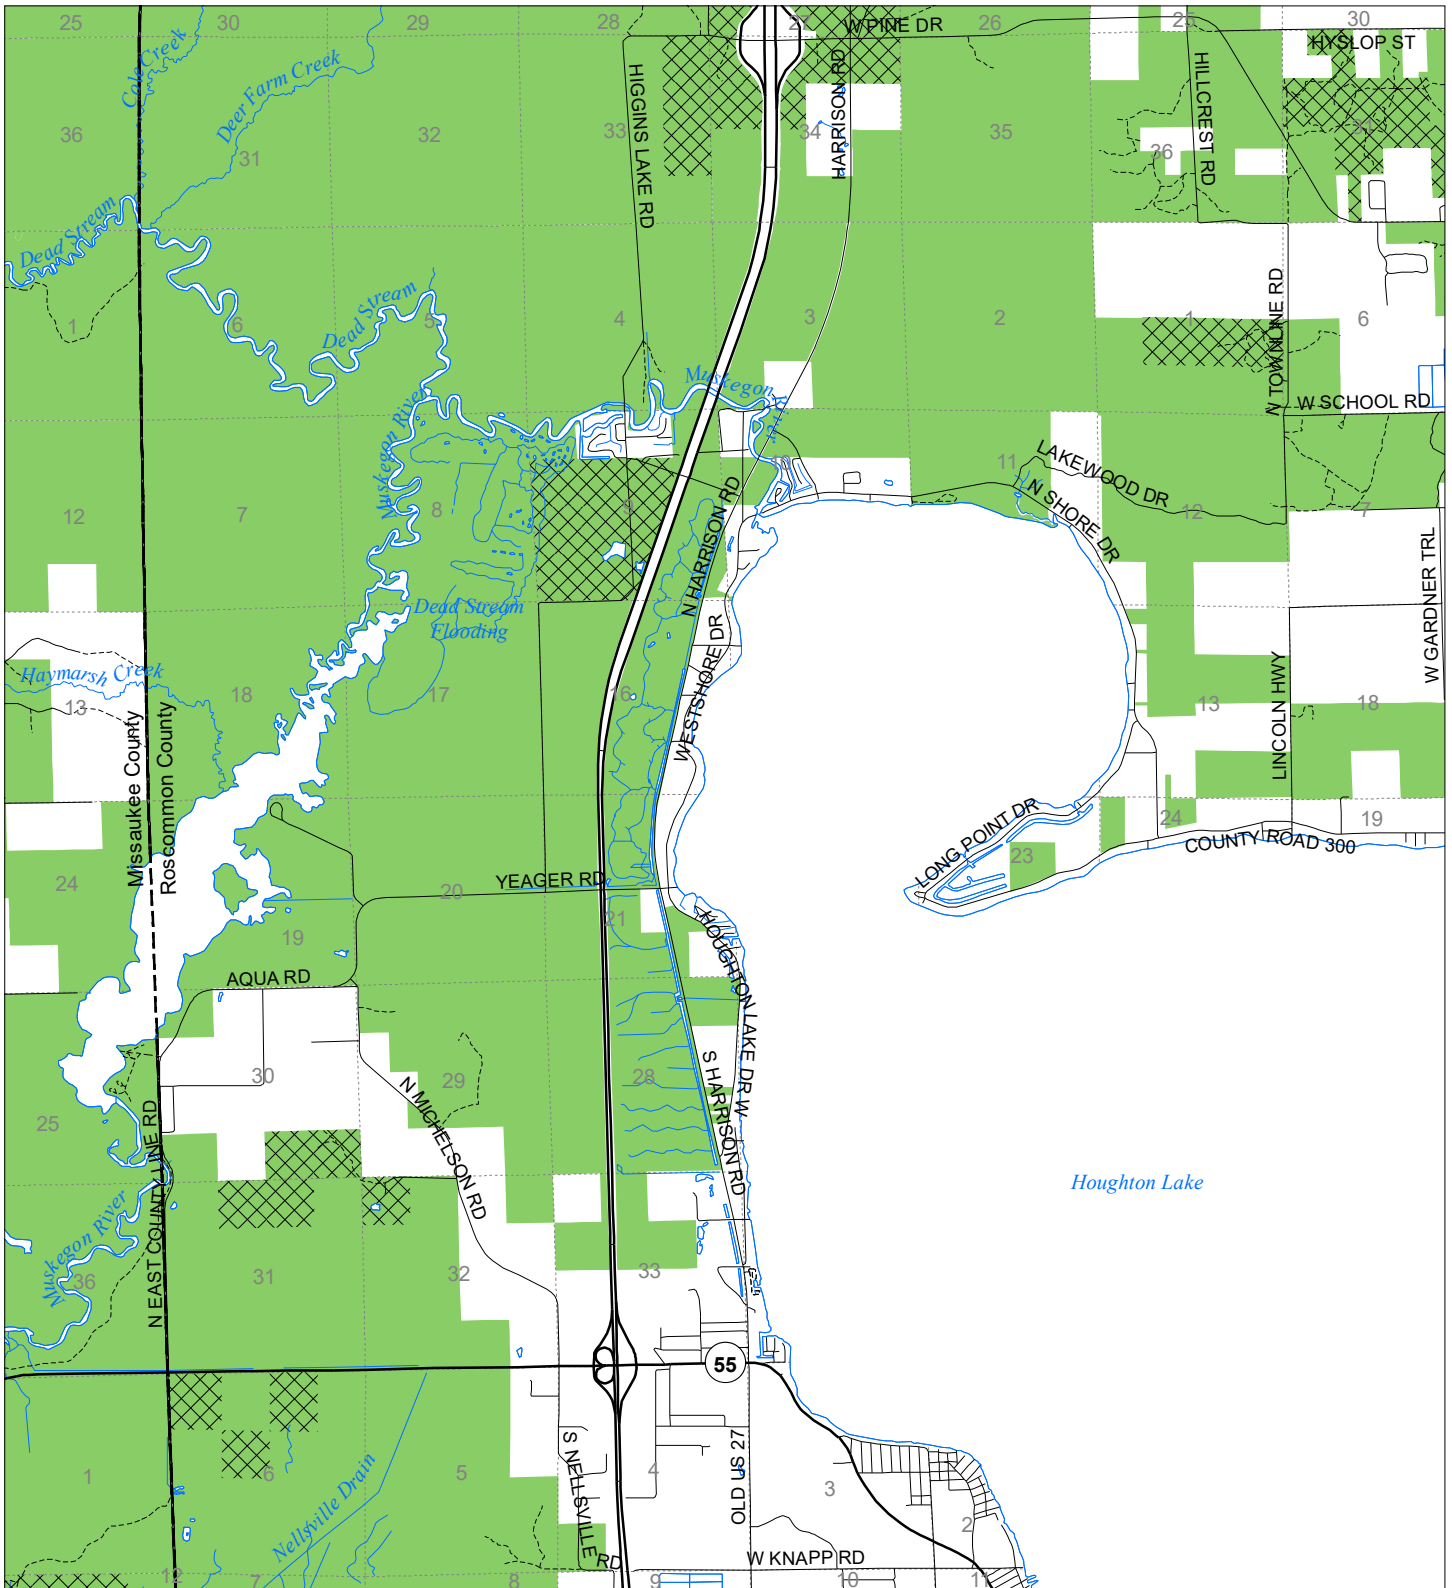 25
30
29
28
27
26
25
30
W PINE DR
HYSLOP ST
Cole Creek
Deer Farm Creek
HIGGINS LAKE RD
HARRISON RD
HILLCREST RD
36
31
32
33
34
35
36
31
Dead Stream
Dead Stream
1
6
5
4
3
2
1
6
N TOWNLINE RD
Muskegon River
W SCHOOL RD
Muskegon River
LAKEWOOD DR
N SHORE DR
12
7
8
9
10
11
12
7
N HARRISON RD
W GARDNER TRL
Dead Stream
Flooding
WESTSHORE DR
Haymarsh Creek
13
18
17
16
13
18
LINCOLN HWY
Missaukee County
Roscommon County
LONG POINT DR
24
19
COUNTY ROAD 300
23
24
YEAGER RD
20
21
19
HOUGHTON LAKE DR W
AQUA RD
30
29
28
25
N MICHELSON RD
S HARRISON RD
N EAST COUNTY LINE RD
Houghton Lake
Muskegon River
36
31
32
33
55
S NELLSVILLE RD
OLD US 27
1
6
5
4
3
2
Nellsville Drain
W KNAPP RD
12
7
8
9
10
11